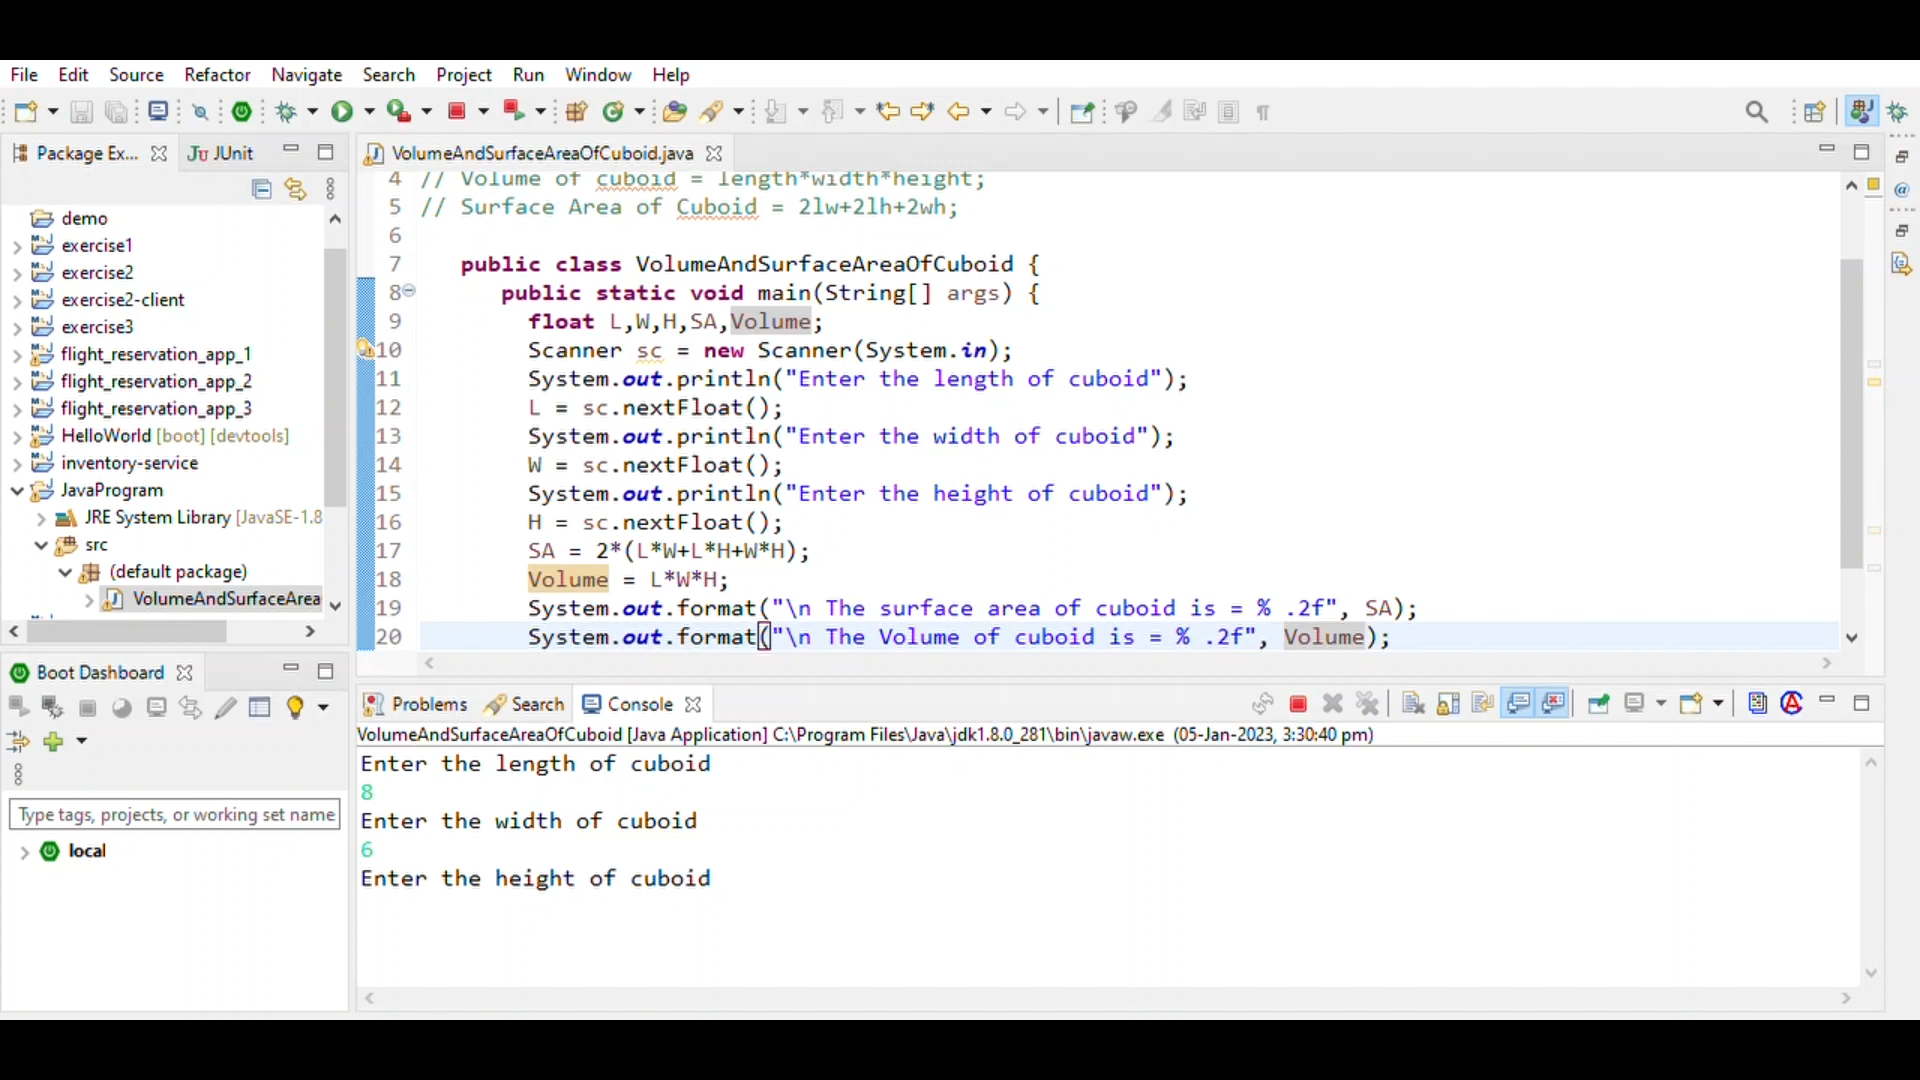 File Edit Source Refactor Navigate Search Project Run Window Help
Package Ex... JUnit
VolumeAndSurfaceAreaOfCuboid.java
demo
exercise1
exercise2
exercise2-client
exercise3
flight_reservation_app_1
flight_reservation_app_2
flight_reservation_app_3
HelloWorld [boot] [devtools]
inventory-service
JavaProgram
JRE System Library [JavaSE-1.8
src
(default package)
VolumeAndSurfaceArea
4 // Volume of cuboid = length*width*height;
5 // Surface Area of Cuboid = 2lw+2lh+2wh;
6
7 public class VolumeAndSurfaceAreaOfCuboid {
8 public static void main(String[] args) {
9 float L,W,H,SA,Volume;
10 Scanner sc = new Scanner(System.in);
11 System.out.println("Enter the length of cuboid");
12 L = sc.nextFloat();
13 System.out.println("Enter the width of cuboid");
14 W = sc.nextFloat();
15 System.out.println("Enter the height of cuboid");
16 H = sc.nextFloat();
17 SA = 2*(L*W+L*H+W*H);
18 Volume = L*W*H;
19 System.out.format("\n The surface area of cuboid is = % .2f", SA);
20 System.out.format("\n The Volume of cuboid is = % .2f", Volume);
Boot Dashboard
Type tags, projects, or working set name
local
Problems Search Console
VolumeAndSurfaceAreaOfCuboid [Java Application] C:\Program Files\Java\jdk1.8.0_281\bin\javaw.exe (05-Jan-2023, 3:30:40 pm)
Enter the length of cuboid
8
Enter the width of cuboid
6
Enter the height of cuboid